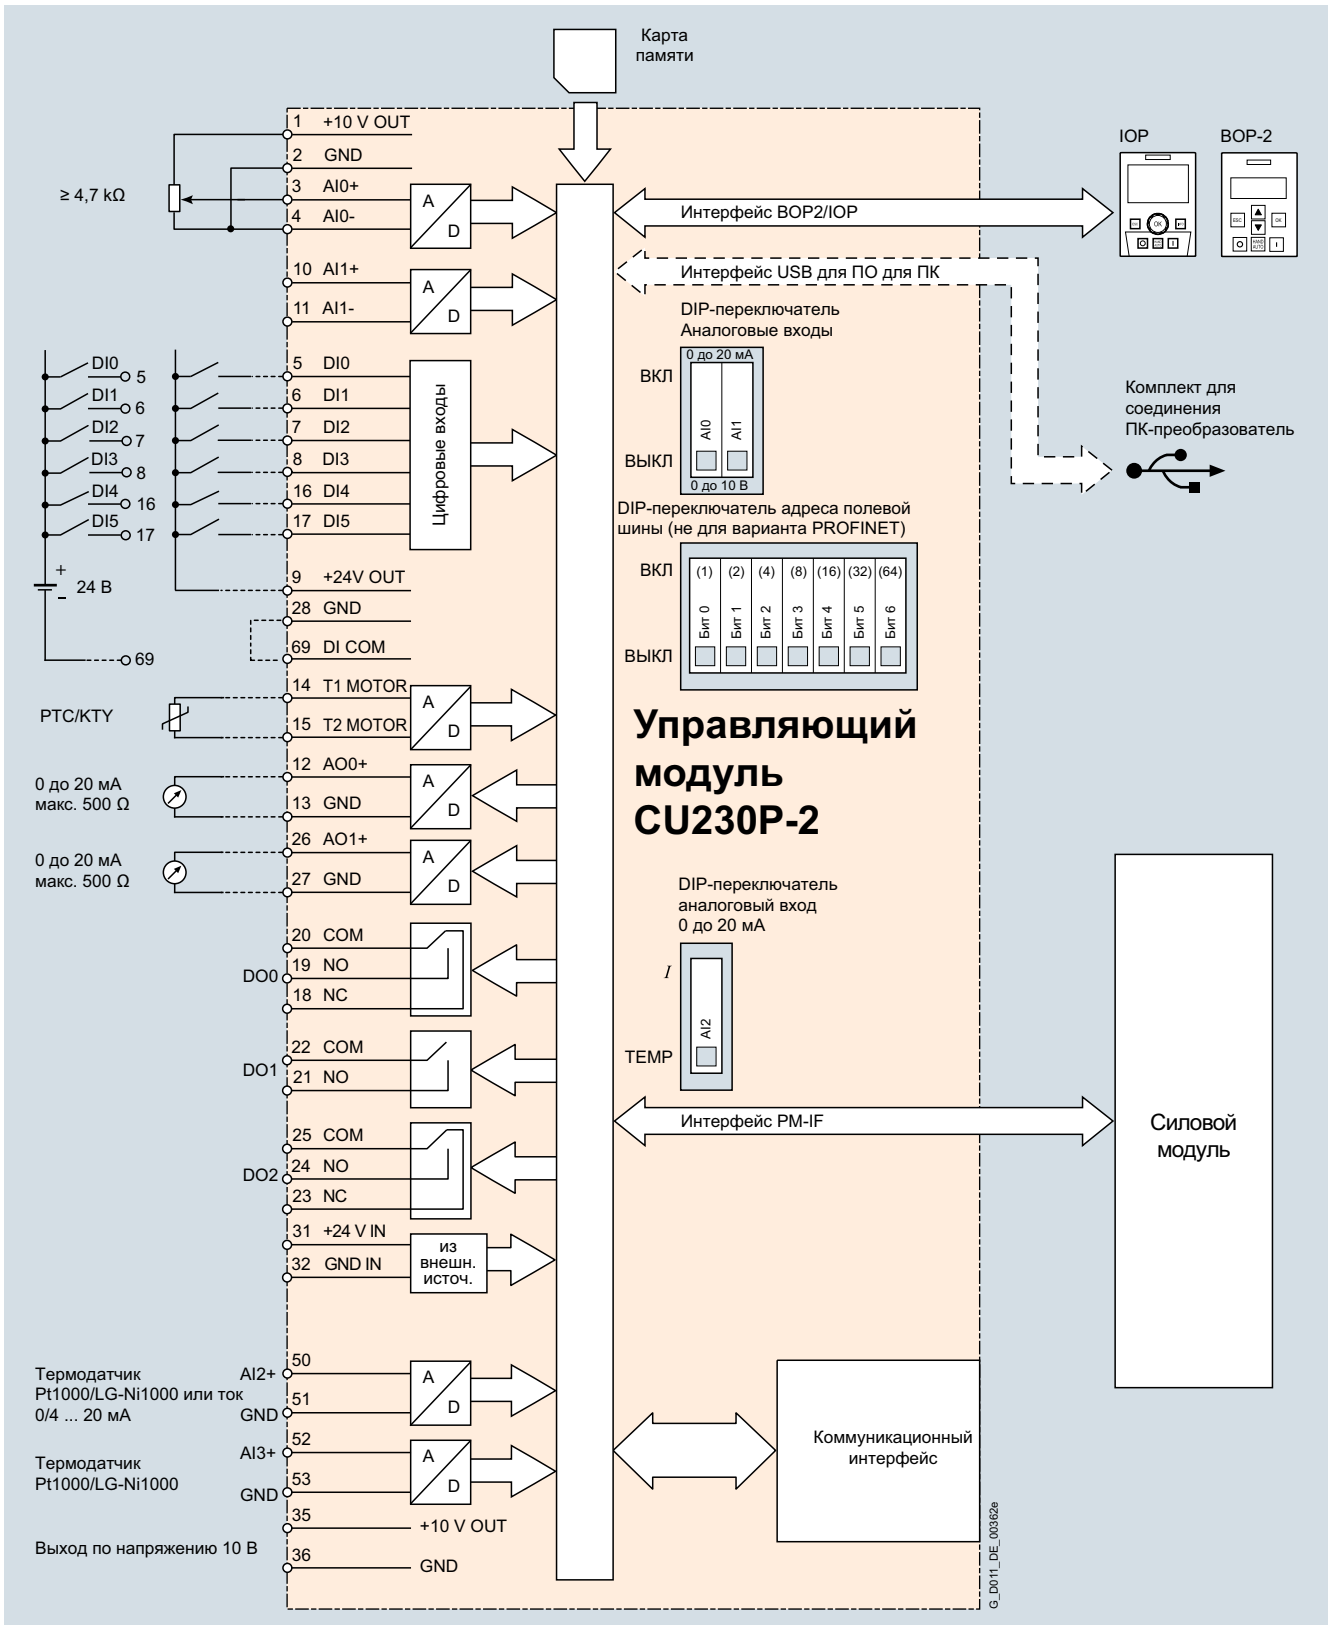 Карта
памяти
1 +10 V OUT
2 GND
3 AI0+
4 AI0-
≥ 4,7 kΩ
A
D
10 AI1+
11 AI1-
A
D
IOP
BOP-2
OK
ESC
OK
HAND
AUTO
Интерфейс BOP2/IOP
Интерфейс USB для ПО для ПК
DIP-переключатель
Аналоговые входы
0 до 20 мА
ВКЛ
AI0
AI1
ВЫКЛ
0 до 10 В
Комплект для
соединения
ПК-преобразователь
DI0
5
DI1
6
DI2
7
DI3
8
DI4
16
DI5
17
+
24 В
-
69
5 DI0
6 DI1
7 DI2
8 DI3
16 DI4
17 DI5
Цифровые входы
9 +24V OUT
28 GND
69 DI COM
DIP-переключатель адреса полевой
шины (не для варианта PROFINET)
ВКЛ
(1) (2) (4) (8) (16) (32) (64)
Бит 0 Бит 1 Бит 2 Бит 3 Бит 4 Бит 5 Бит 6
ВЫКЛ
PTC/KTY
14 T1 MOTOR
15 T2 MOTOR
A
D
Управляющий
модуль
CU230P-2
0 до 20 мА
макс. 500 Ω
12 AO0+
13 GND
A
D
0 до 20 мА
макс. 500 Ω
26 AO1+
27 GND
A
D
DIP-переключатель
аналоговый вход
0 до 20 мА
I
AI2
TEMP
DO0
20 COM
19 NO
18 NC
DO1
22 COM
21 NO
DO2
25 COM
24 NO
23 NC
Интерфейс PM-IF
Силовой
модуль
31 +24 V IN
32 GND IN
из
внешн.
источ.
Термодатчик
Pt1000/LG-Ni1000 или ток
0/4 ... 20 мА
AI2+
50
GND
51
A
D
Термодатчик
Pt1000/LG-Ni1000
AI3+
52
GND
53
A
D
Коммуникационный
интерфейс
Выход по напряжению 10 В
35
+10 V OUT
36
GND
G_D011_DE_00362e